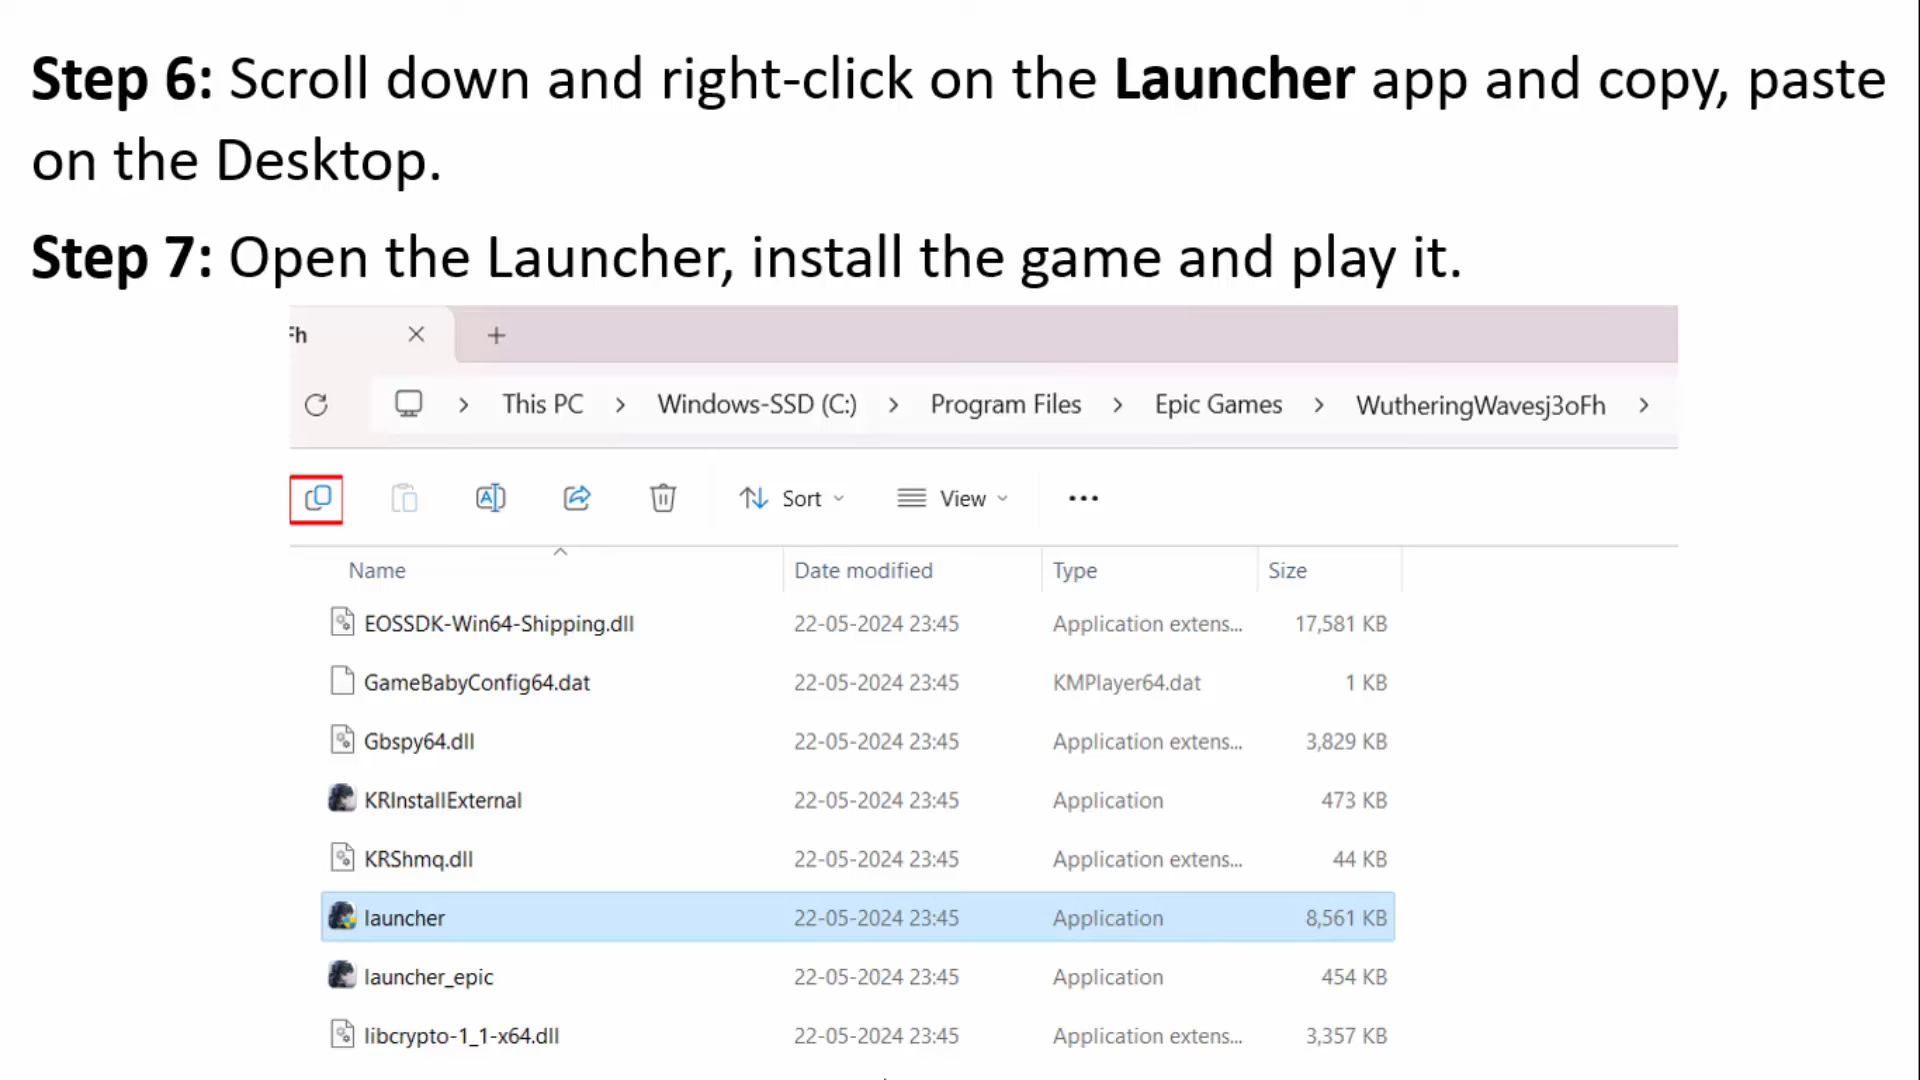 Step 6: Scroll down and right-click on the Launcher app and copy, paste
on the Desktop.
Step 7: Open the Launcher, install the game and play it.
Fh
This PC > Windows-SSD (C:) > Program Files > Epic Games > WutheringWavesj3oFh >
Sort View ...
Name Date modified Type Size
EOSSDK-Win64-Shipping.dll 22-05-2024 23:45 Application extens... 17,581 KB
GameBabyConfig64.dat 22-05-2024 23:45 KMPlayer64.dat 1 KB
Gbspy64.dll 22-05-2024 23:45 Application extens... 3,829 KB
KRInstallExternal 22-05-2024 23:45 Application 473 KB
KRShmq.dll 22-05-2024 23:45 Application extens... 44 KB
launcher 22-05-2024 23:45 Application 8,561 KB
launcher_epic 22-05-2024 23:45 Application 454 KB
libcrypto-1_1-x64.dll 22-05-2024 23:45 Application extens... 3,357 KB